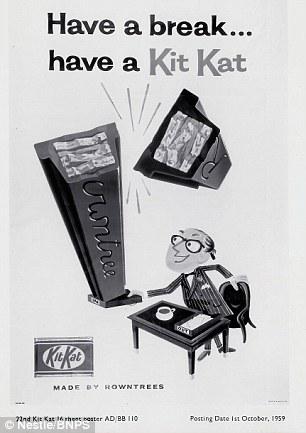 Have a break...
have a Kit Kat
KitKat
MADE BY ROWNTREES
22nd Kit Kat 16 sheet poster AD/BB 110 Posting Date 1st October, 1959
© Nestle/BNPS